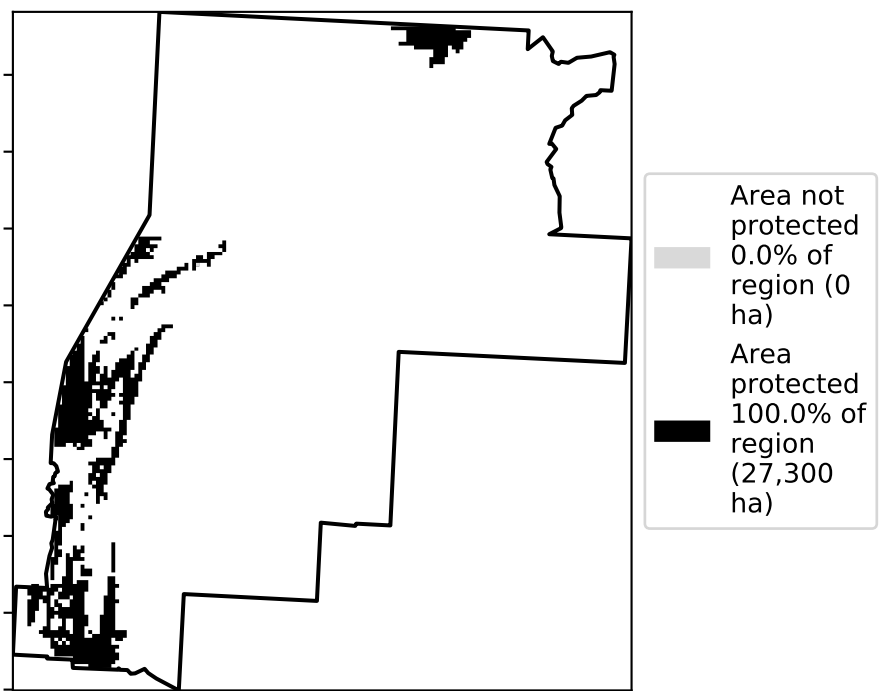 Area not
protected
0.0% of
region (0
ha)
Area
protected
100.0% of
region
(27,300
ha)